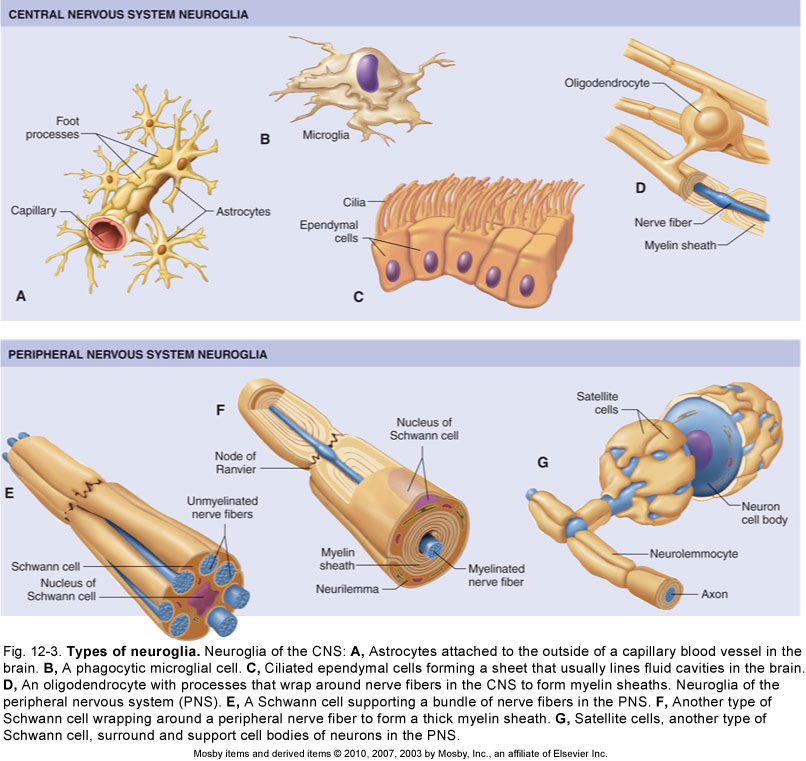 CENTRAL NERVOUS SYSTEM NEUROGLIA
Foot
processes
Capillary
Astrocytes
A
B
Microglia
Cilia
Ependymal
cells
C
Oligodendrocyte
D
Nerve fiber
Myelin sheath
PERIPHERAL NERVOUS SYSTEM NEUROGLIA
E
Unmyelinated
nerve fibers
Schwann cell
Nucleus of
Schwann cell
F
Node of
Ranvier
Nucleus of
Schwann cell
Myelin
sheath
Neurilemma
Myelinated
nerve fiber
G
Satellite
cells
Neuron
cell body
Neurolemmocyte
Axon
Fig. 12-3. Types of neuroglia. Neuroglia of the CNS: A, Astrocytes attached to the outside of a capillary blood vessel in the
brain. B, A phagocytic microglial cell. C, Ciliated ependymal cells forming a sheet that usually lines fluid cavities in the brain.
D, An oligodendrocyte with processes that wrap around nerve fibers in the CNS to form myelin sheaths. Neuroglia of the
peripheral nervous system (PNS). E, A Schwann cell supporting a bundle of nerve fibers in the PNS. F, Another type of
Schwann cell wrapping around a peripheral nerve fiber to form a thick myelin sheath. G, Satellite cells, another type of
Schwann cell, surround and support cell bodies of neurons in the PNS.
Mosby items and derived items © 2010, 2007, 2003 by Mosby, Inc., an affiliate of Elsevier Inc.